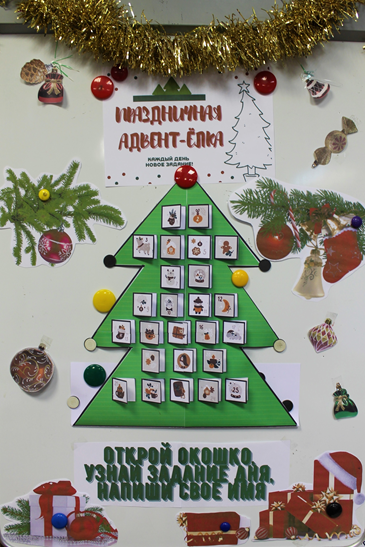 ПРАЗДНИЧНАЯ
АДВЕНТ-ЁЛКА
КАЖДЫЙ ДЕНЬ
НОВОЕ ЗАДАНИЕ!
ОТКРОЙ ОКОШКО,
УЗНАЙ ЗАДАНИЕ ДНЯ,
НАПИШИ СВОЕ ИМЯ